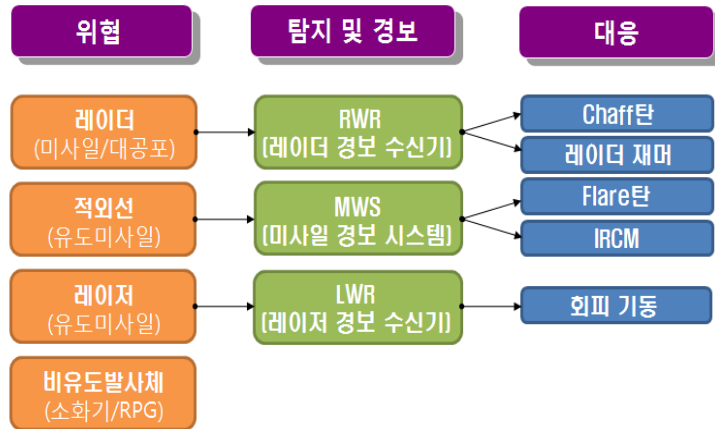 위협
탐지 및 경보
대응
레이더
(미사일/대공포)
RWR
(레이더 경보 수신기)
Chaff탄
레이더 재머
적외선
(유도미사일)
MWS
(미사일 경보 시스템)
Flare탄
IRCM
레이저
(유도미사일)
LWR
(레이저 경보 수신기)
회피 기동
비유도발사체
(소화기/RPG)